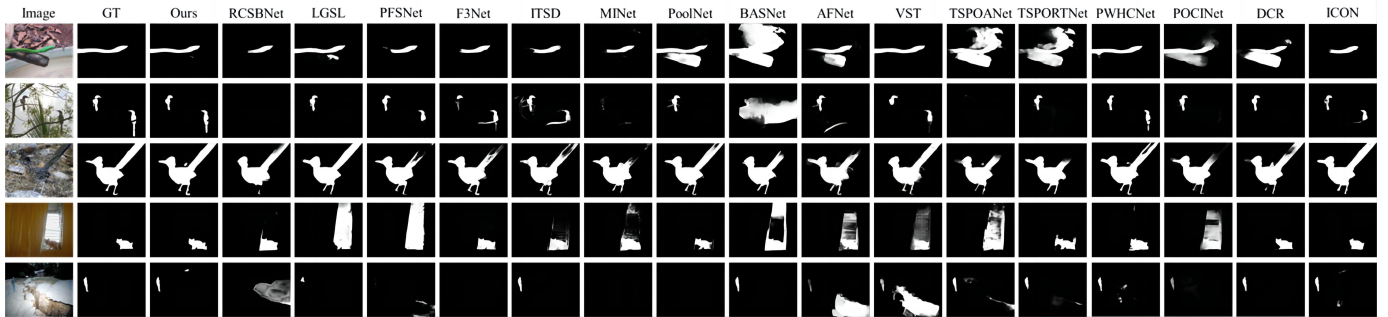 Image GT Ours RCSBNet LGSL PFSNet F3Net ITSD MINet PoolNet BASNet AFNet VST TSPOANet TSPORTNet PWHCNet POCINet DCR ICON